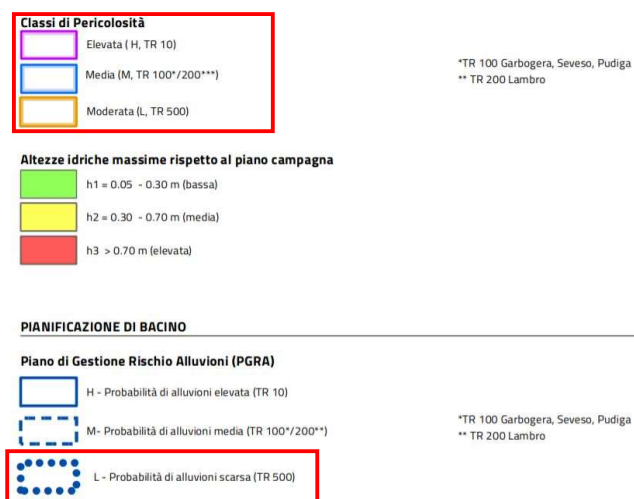 Classi di Pericolosità
Elevata ( H, TR 10)
Media (M, TR 100*/200***)
Moderata (L, TR 500)
*TR 100 Garbogera, Seveso, Pudiga
** TR 200 Lambro
Altezze idriche massime rispetto al piano campagna
h1 = 0.05 - 0.30 m (bassa)
h2 = 0.30 - 0.70 m (media)
h3 > 0.70 m (elevata)
PIANIFICAZIONE DI BACINO
Piano di Gestione Rischio Alluvioni (PGRA)
H - Probabilità di alluvioni elevata (TR 10)
M- Probabilità di alluvioni media (TR 100*/200**)
*TR 100 Garbogera, Seveso, Pudiga
** TR 200 Lambro
L - Probabilità di alluvioni scarsa (TR 500)